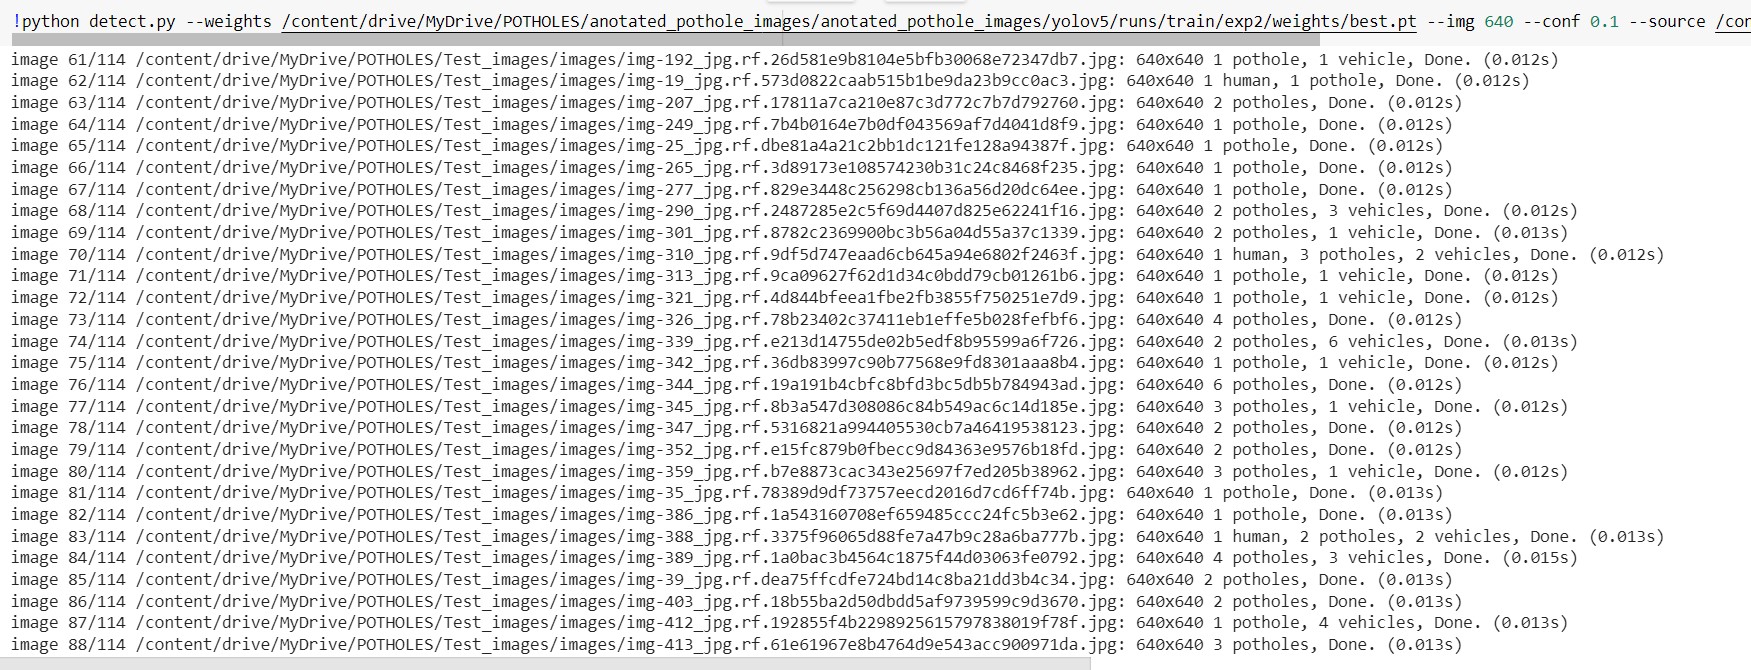 !python detect.py --weights /content/drive/MyDrive/POTHOLES/anotated_pothole_images/anotated_pothole_images/yolov5/runs/train/exp2/weights/best.pt --img 640 --conf 0.1 --source /con
image 61/114 /content/drive/MyDrive/POTHOLES/Test_images/images/img-192_jpg.rf.26d581e9b8104e5bfb30068e72347db7.jpg: 640x640 1 pothole, 1 vehicle, Done. (0.012s)
image 62/114 /content/drive/MyDrive/POTHOLES/Test_images/images/img-19_jpg.rf.573d0822caab515b1be9da23b9cc0ac3.jpg: 640x640 1 human, 1 pothole, Done. (0.012s)
image 63/114 /content/drive/MyDrive/POTHOLES/Test_images/images/img-207_jpg.rf.17811a7ca210e87c3d772c7b7d792760.jpg: 640x640 2 potholes, Done. (0.012s)
image 64/114 /content/drive/MyDrive/POTHOLES/Test_images/images/img-249_jpg.rf.7b4b0164e7b0df043569af7d4041d8f9.jpg: 640x640 1 pothole, Done. (0.012s)
image 65/114 /content/drive/MyDrive/POTHOLES/Test_images/images/img-25_jpg.rf.dbe81a4a21c2bb1dc121fe128a94387f.jpg: 640x640 1 pothole, Done. (0.012s)
image 66/114 /content/drive/MyDrive/POTHOLES/Test_images/images/img-265_jpg.rf.3d89173e108574230b31c24c8468f235.jpg: 640x640 1 pothole, Done. (0.012s)
image 67/114 /content/drive/MyDrive/POTHOLES/Test_images/images/img-277_jpg.rf.829e3448c256298cb136a56d20dc64ee.jpg: 640x640 1 pothole, Done. (0.012s)
image 68/114 /content/drive/MyDrive/POTHOLES/Test_images/images/img-290_jpg.rf.2487285e2c5f69d4407d825e62241f16.jpg: 640x640 2 potholes, 3 vehicles, Done. (0.012s)
image 69/114 /content/drive/MyDrive/POTHOLES/Test_images/images/img-301_jpg.rf.8782c2369900bc3b56a04d55a37c1339.jpg: 640x640 2 potholes, 1 vehicle, Done. (0.013s)
image 70/114 /content/drive/MyDrive/POTHOLES/Test_images/images/img-310_jpg.rf.9df5d747eaad6cb645a94e6802f2463f.jpg: 640x640 1 human, 3 potholes, 2 vehicles, Done. (0.012s)
image 71/114 /content/drive/MyDrive/POTHOLES/Test_images/images/img-313_jpg.rf.9ca09627f62d1d34c0bdd79cb01261b6.jpg: 640x640 1 pothole, 1 vehicle, Done. (0.012s)
image 72/114 /content/drive/MyDrive/POTHOLES/Test_images/images/img-321_jpg.rf.4d844bfeea1fbe2fb3855f750251e7d9.jpg: 640x640 1 pothole, 1 vehicle, Done. (0.012s)
image 73/114 /content/drive/MyDrive/POTHOLES/Test_images/images/img-326_jpg.rf.78b23402c37411eb1effe5b028fefbf6.jpg: 640x640 4 potholes, Done. (0.012s)
image 74/114 /content/drive/MyDrive/POTHOLES/Test_images/images/img-339_jpg.rf.e213d14755de02b5edf8b95599a6f726.jpg: 640x640 2 potholes, 6 vehicles, Done. (0.013s)
image 75/114 /content/drive/MyDrive/POTHOLES/Test_images/images/img-342_jpg.rf.36db83997c90b77568e9fd8301aaa8b4.jpg: 640x640 1 pothole, 1 vehicle, Done. (0.012s)
image 76/114 /content/drive/MyDrive/POTHOLES/Test_images/images/img-344_jpg.rf.19a191b4cbfc8bfd3bc5db5b784943ad.jpg: 640x640 6 potholes, Done. (0.012s)
image 77/114 /content/drive/MyDrive/POTHOLES/Test_images/images/img-345_jpg.rf.8b3a547d308086c84b549ac6c14d185e.jpg: 640x640 3 potholes, 1 vehicle, Done. (0.012s)
image 78/114 /content/drive/MyDrive/POTHOLES/Test_images/images/img-347_jpg.rf.5316821a994405530cb7a46419538123.jpg: 640x640 2 potholes, Done. (0.012s)
image 79/114 /content/drive/MyDrive/POTHOLES/Test_images/images/img-352_jpg.rf.e15fc879b0fbecc9d84363e9576b18fd.jpg: 640x640 2 potholes, Done. (0.012s)
image 80/114 /content/drive/MyDrive/POTHOLES/Test_images/images/img-359_jpg.rf.b7e8873cac343e25697f7ed205b38962.jpg: 640x640 3 potholes, 1 vehicle, Done. (0.012s)
image 81/114 /content/drive/MyDrive/POTHOLES/Test_images/images/img-35_jpg.rf.78389d9df73757eecd2016d7cd6ff74b.jpg: 640x640 1 pothole, Done. (0.013s)
image 82/114 /content/drive/MyDrive/POTHOLES/Test_images/images/img-386_jpg.rf.1a543160708ef659485ccc24fc5b3e62.jpg: 640x640 1 pothole, Done. (0.013s)
image 83/114 /content/drive/MyDrive/POTHOLES/Test_images/images/img-388_jpg.rf.3375f96065d88fe7a47b9c28a6ba777b.jpg: 640x640 1 human, 2 potholes, 2 vehicles, Done. (0.013s)
image 84/114 /content/drive/MyDrive/POTHOLES/Test_images/images/img-389_jpg.rf.1a0bac3b4564c1875f44d03063fe0792.jpg: 640x640 4 potholes, 3 vehicles, Done. (0.015s)
image 85/114 /content/drive/MyDrive/POTHOLES/Test_images/images/img-39_jpg.rf.dea75ffcdfe724bd14c8ba21dd3b4c34.jpg: 640x640 2 potholes, Done. (0.013s)
image 86/114 /content/drive/MyDrive/POTHOLES/Test_images/images/img-403_jpg.rf.18b55ba2d50dbdd5af9739599c9d3670.jpg: 640x640 2 potholes, Done. (0.013s)
image 87/114 /content/drive/MyDrive/POTHOLES/Test_images/images/img-412_jpg.rf.192855f4b2298925615797838019f78f.jpg: 640x640 1 pothole, 4 vehicles, Done. (0.013s)
image 88/114 /content/drive/MyDrive/POTHOLES/Test_images/images/img-413_jpg.rf.61e61967e8b4764d9e543acc900971da.jpg: 640x640 3 potholes, Done. (0.012s)